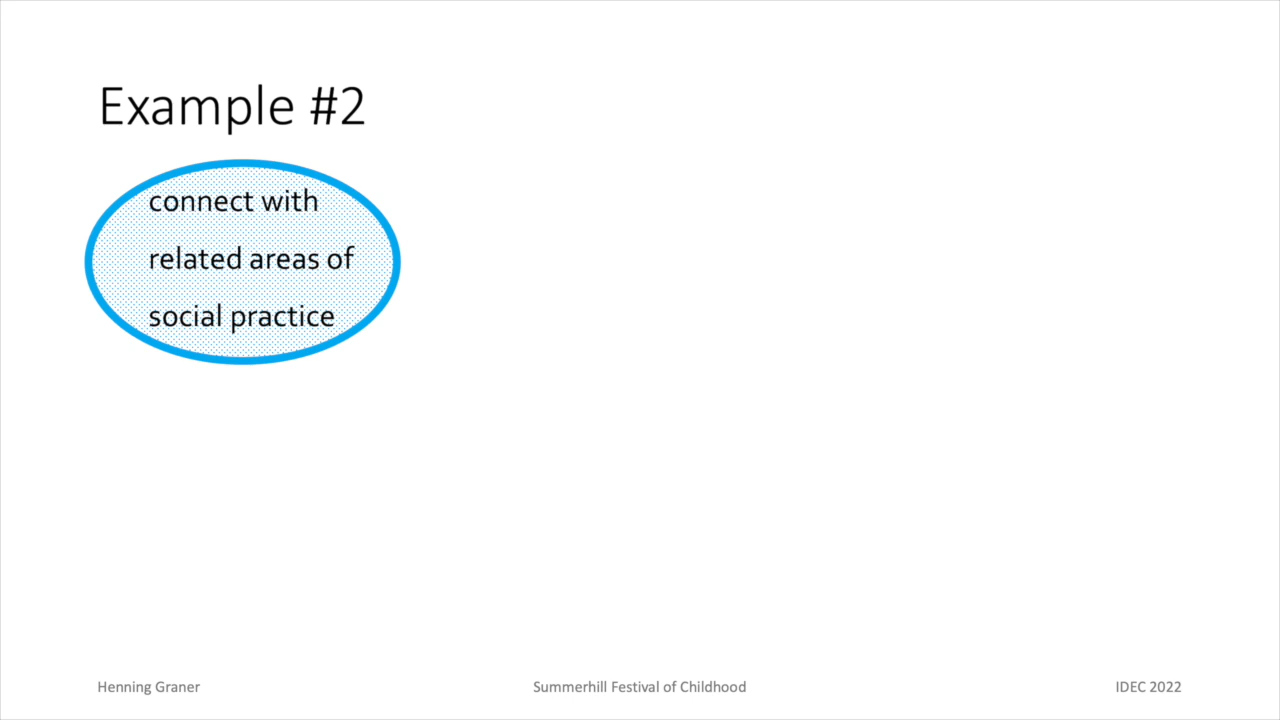 Example #2
connect with
related areas of
social practice
Henning Graner
Summerhill Festival of Childhood
IDEC 2022